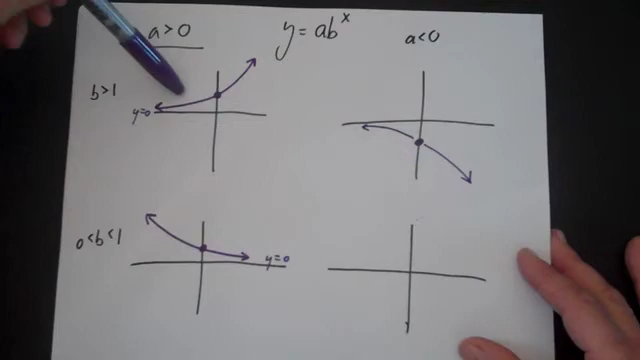 a > 0
y = ab^x
a < 0
b > 1
y=0
0 < b < 1
y=0